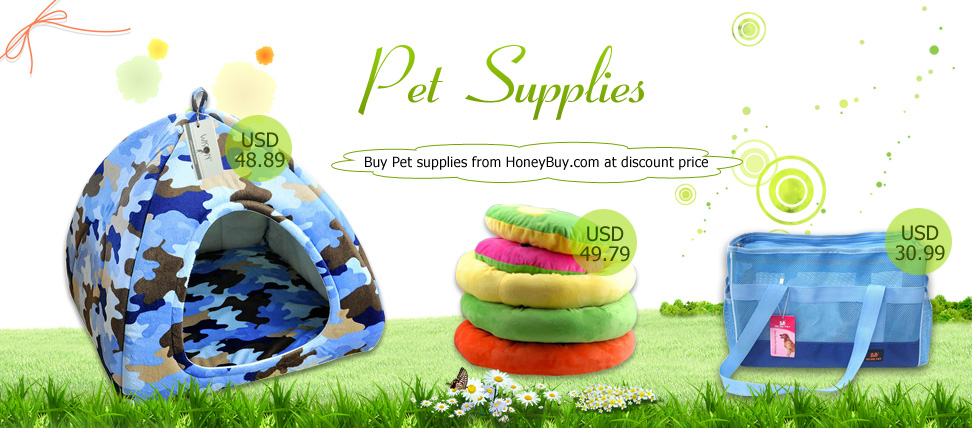 Pet Supplies
Buy Pet supplies from HoneyBuy.com at discount price
USD
48.89
USD
49.79
USD
30.99